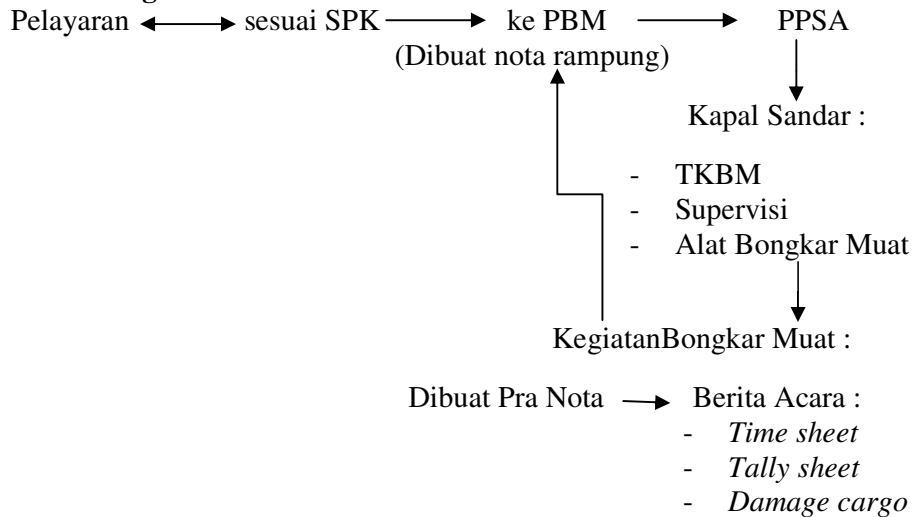 Pelayaran sesuai SPK ke PBM PPSA
(Dibuat nota rampung)
Kapal Sandar :
- TKBM
- Supervisi
- Alat Bongkar Muat
KegiatanBongkar Muat :
Dibuat Pra Nota Berita Acara :
- Time sheet
- Tally sheet
- Damage cargo